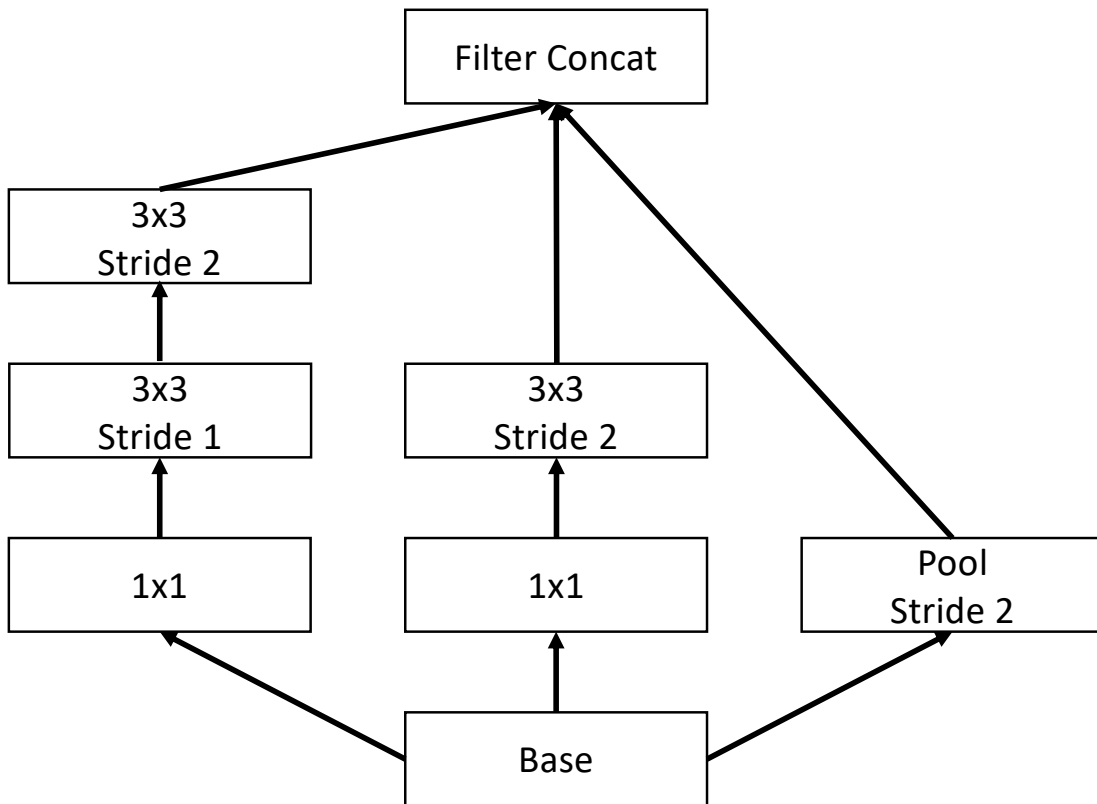 Filter Concat
3x3
Stride 2
3x3
Stride 1
3x3
Stride 2
1x1
1x1
Pool
Stride 2
Base